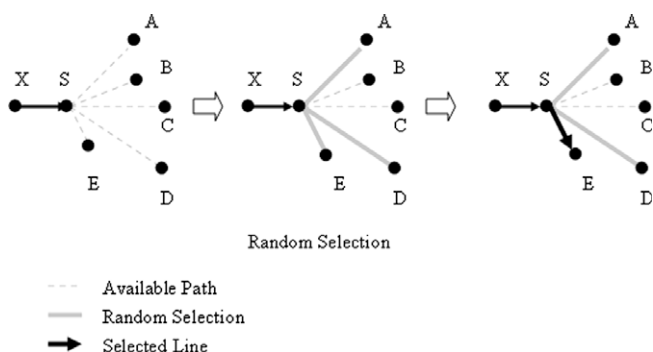 A
B
X S
C
E
D
A
B
X S
C
E
D
A
B
X S
C
E
D
Random Selection
Available Path
Random Selection
Selected Line